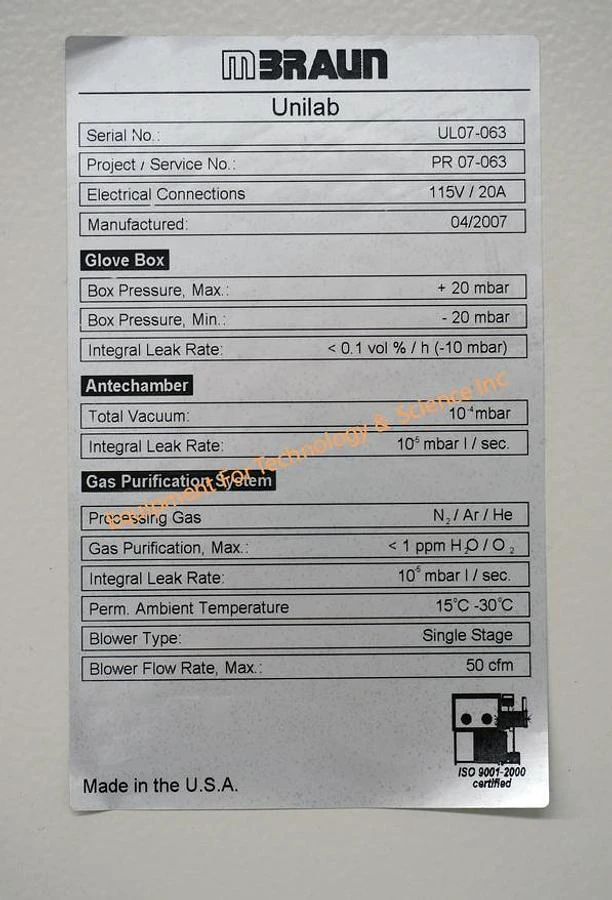 mBRAUN
Unilab
Serial No.: UL07-063
Project / Service No.: PR 07-063
Electrical Connections 115V / 20A
Manufactured: 04/2007
Glove Box
Box Pressure, Max.: + 20 mbar
Box Pressure, Min.: - 20 mbar
Integral Leak Rate: < 0.1 vol % / h (-10 mbar)
Antechamber
Total Vacuum: 10⁻⁴mbar
Integral Leak Rate: 10⁻⁵ mbar l / sec.
Gas Purification System
Processing Gas N₂ / Ar / He
Gas Purification, Max.: < 1 ppm H₂O / O₂
Integral Leak Rate: 10⁻⁵ mbar l / sec.
Perm. Ambient Temperature 15°C -30°C
Blower Type: Single Stage
Blower Flow Rate, Max.: 50 cfm
ISO 9001-2000
certified
Made in the U.S.A.
Equipment For Technology & Science Inc